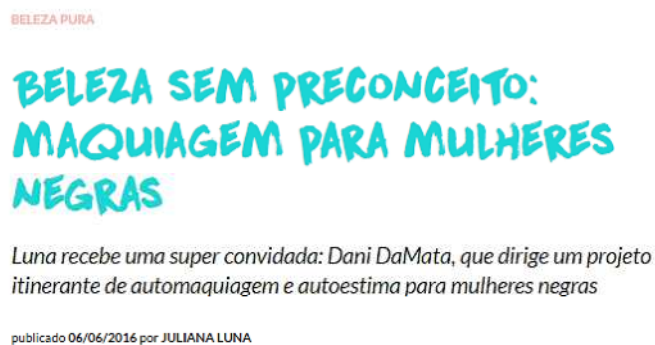 BELEZA PURA
BELEZA SEM PRECONCEITO:
MAQUIAGEM PARA MULHERES
NEGRAS
Luna recebe uma super convidada: Dani DaMata, que dirige um projeto
itinerante de automaquiagem e autoestima para mulheres negras
publicado 06/06/2016 por JULIANA LUNA